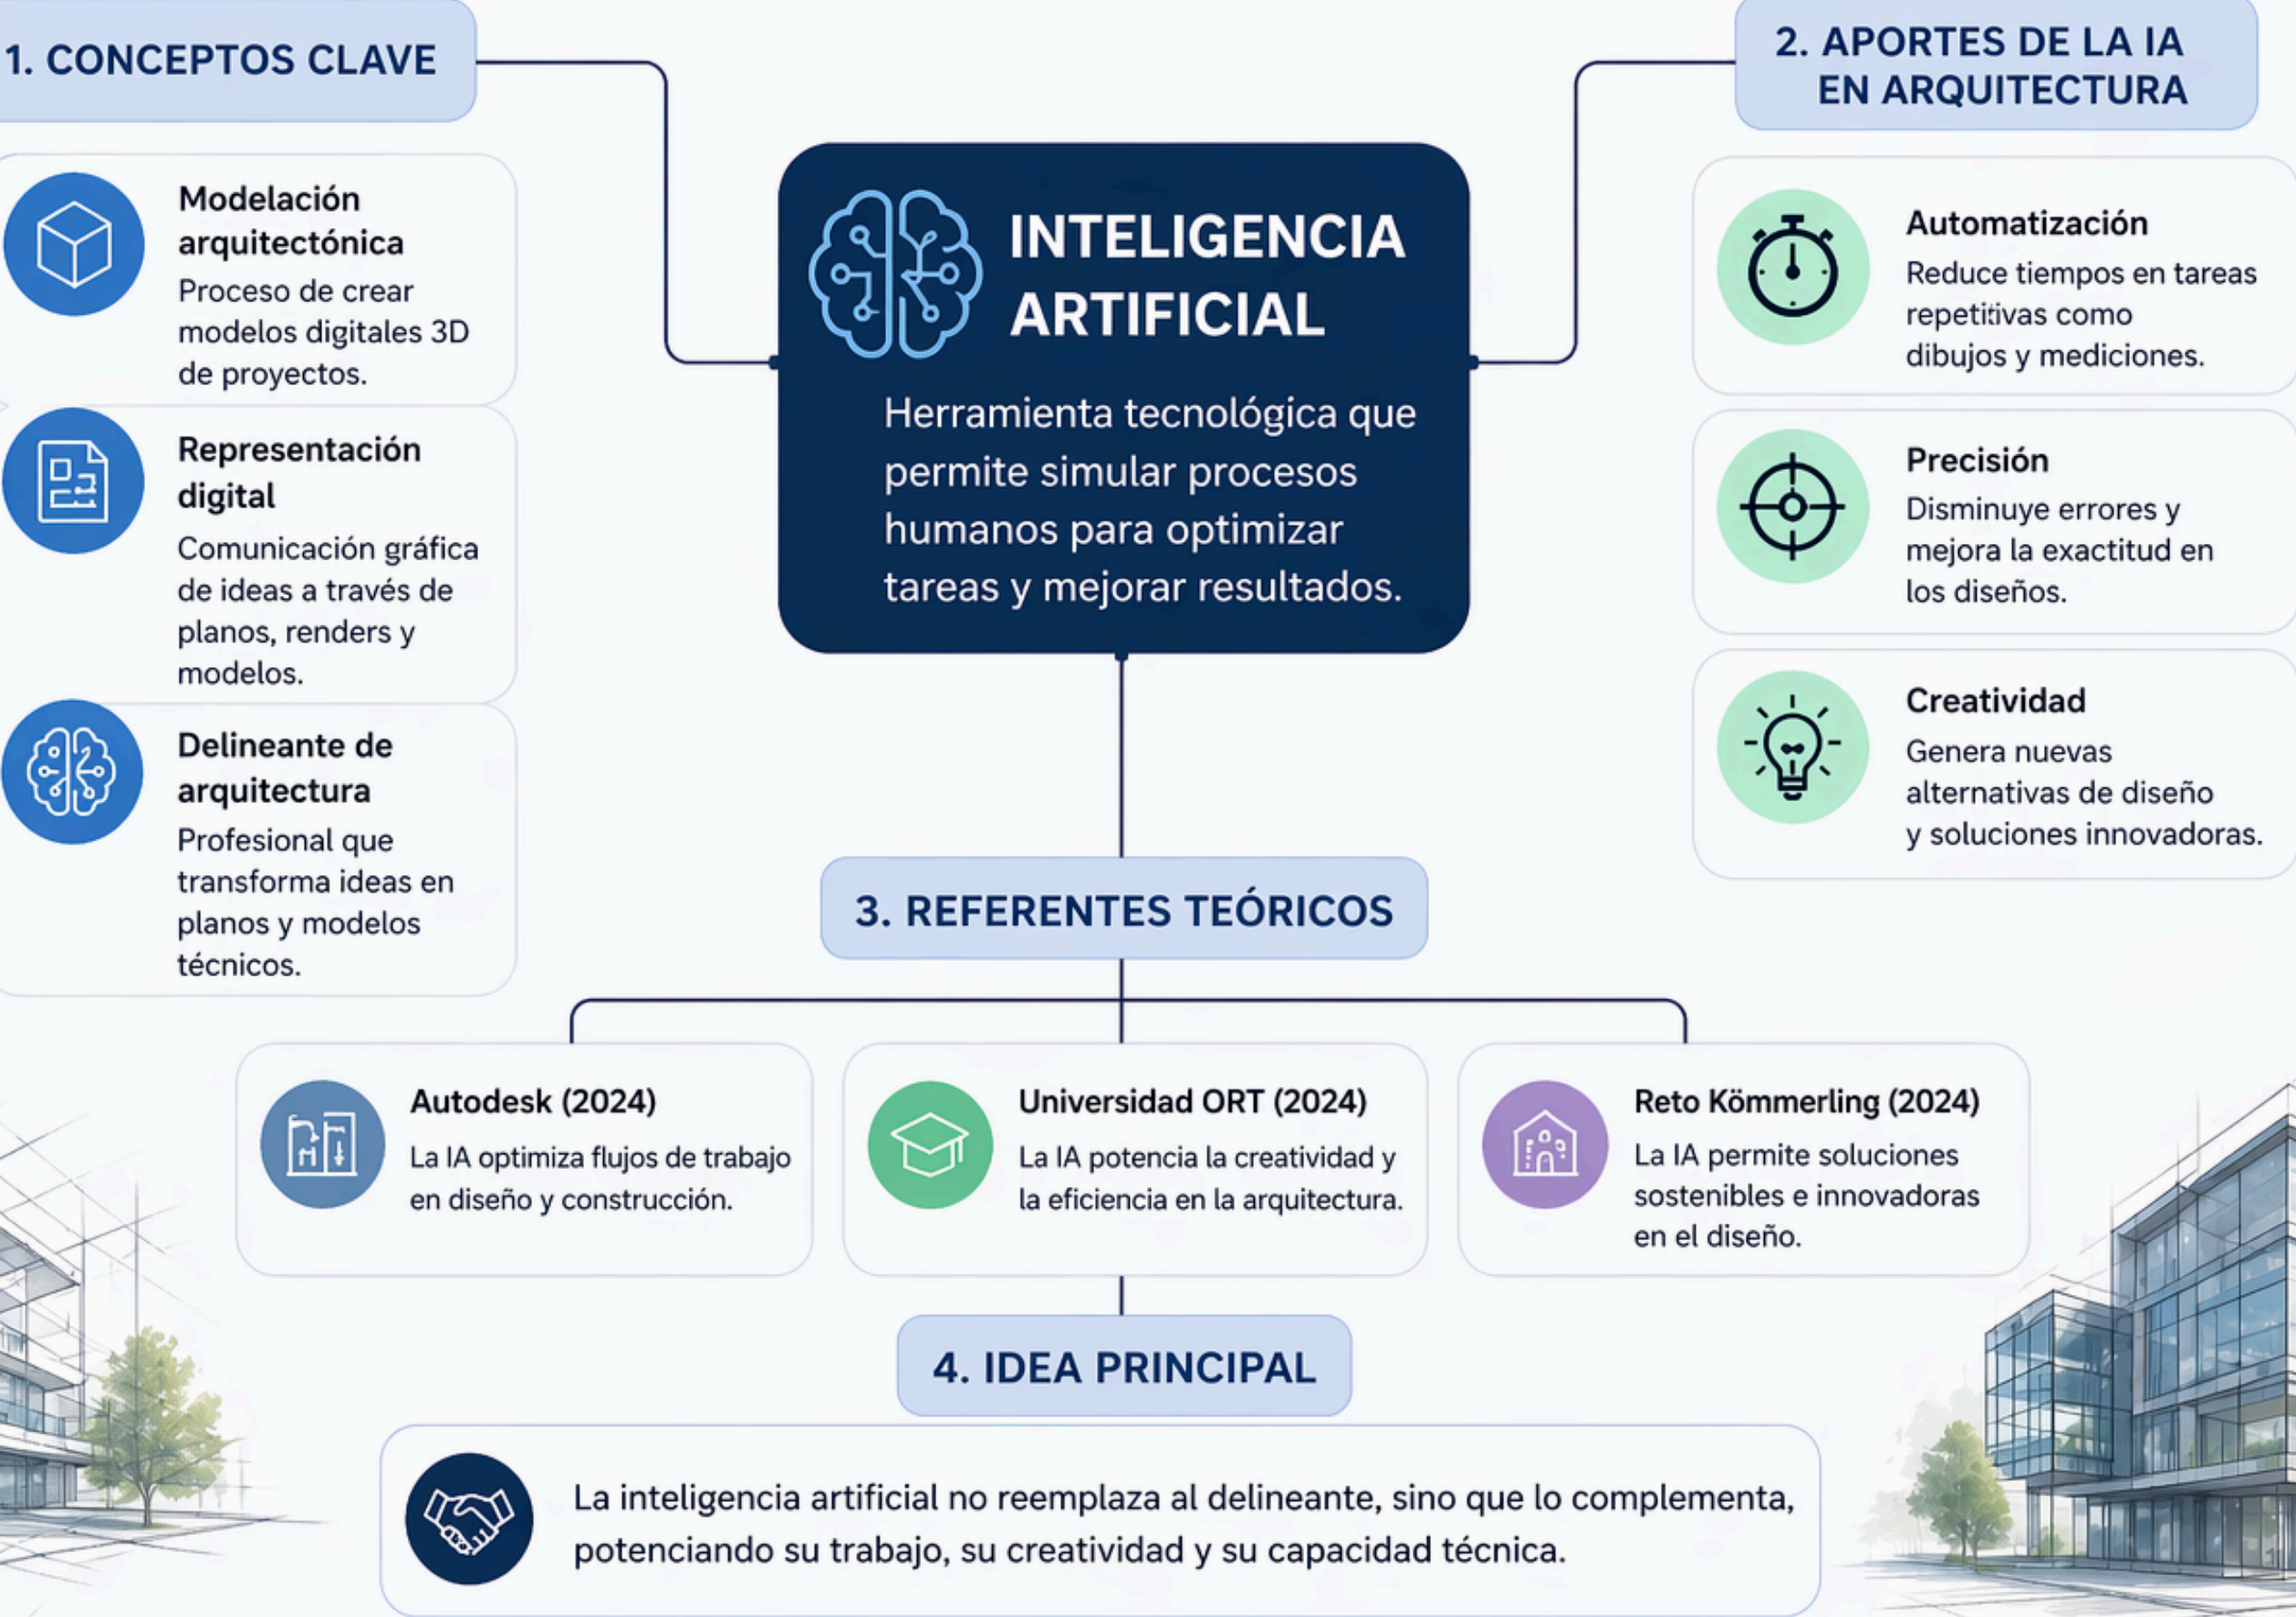 1. CONCEPTOS CLAVE
Modelación
arquitectónica
Proceso de crear
modelos digitales 3D
de proyectos.
Representación
digital
Comunicación gráfica
de ideas a través de
planos, renders y
modelos.
Delineante de
arquitectura
Profesional que
transforma ideas en
planos y modelos
técnicos.
INTELIGENCIA
ARTIFICIAL
Herramienta tecnológica que
permite simular procesos
humanos para optimizar
tareas y mejorar resultados.
2. APORTES DE LA IA
EN ARQUITECTURA
Automatización
Reduce tiempos en tareas
repetitivas como
dibujos y mediciones.
Precisión
Disminuye errores y
mejora la exactitud en
los diseños.
Creatividad
Genera nuevas
alternativas de diseño
y soluciones innovadoras.
3. REFERENTES TEÓRICOS
Autodesk (2024)
La IA optimiza flujos de trabajo
en diseño y construcción.
Universidad ORT (2024)
La IA potencia la creatividad y
la eficiencia en la arquitectura.
Reto Kömmerling (2024)
La IA permite soluciones
sostenibles e innovadoras
en el diseño.
4. IDEA PRINCIPAL
La inteligencia artificial no reemplaza al delineante, sino que lo complementa,
potenciando su trabajo, su creatividad y su capacidad técnica.